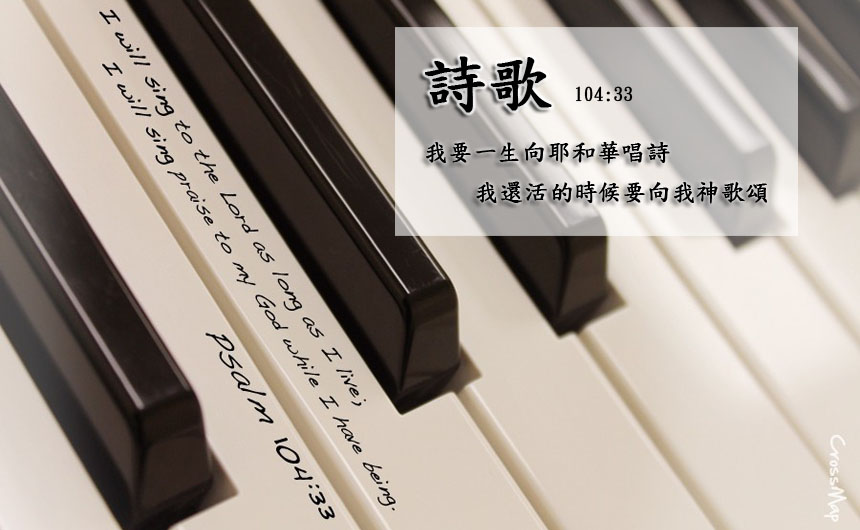 詩歌 104:33
我要一生向耶和華唱詩
我還活的時候要向我神歌頌
I will sing to the Lord as long as I live;
I will sing praise to my God while I have being.
psalm 104:33
CrossMap